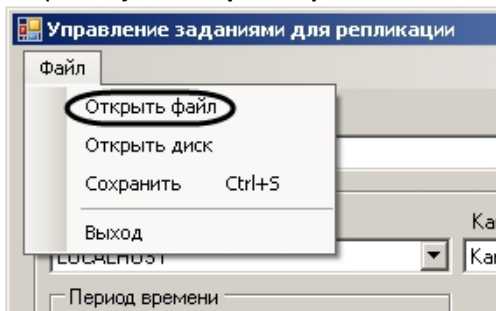 Управление заданиями для репликации
Файл
Открыть файл
Открыть диск
Сохранить Ctrl+S
Выход
LOCALHOST
Период времени